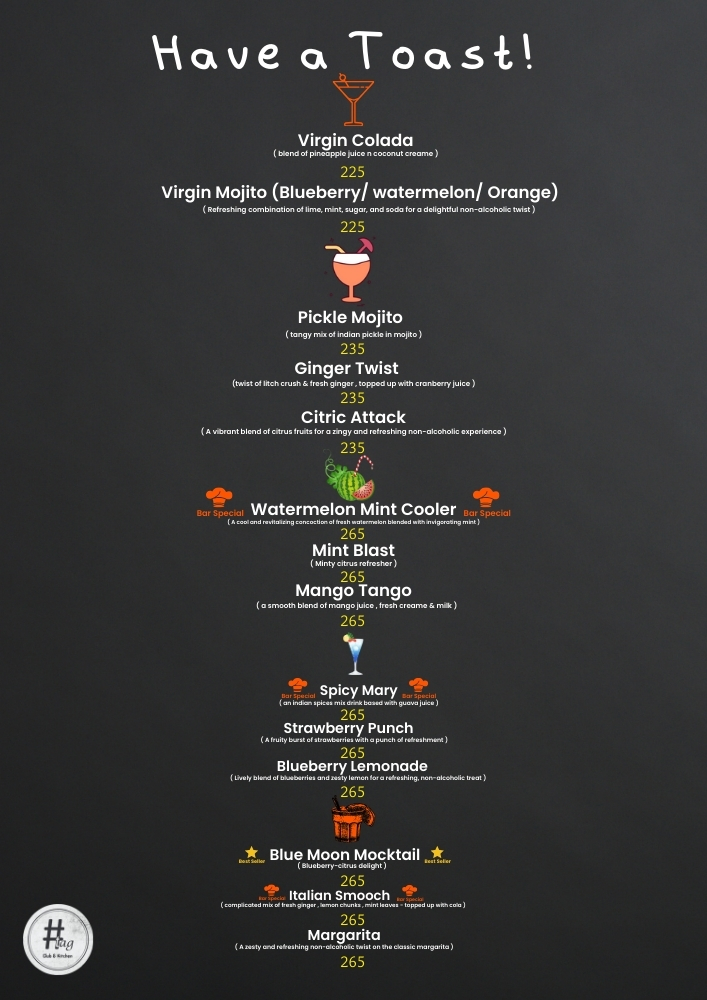 Have a Toast!
Virgin Colada
( blend of pineapple juice n coconut creame )
225
Virgin Mojito (Blueberry/ watermelon/ Orange)
( Refreshing combination of lime, mint, sugar, and soda for a delightful non-alcoholic twist )
225
Pickle Mojito
( tangy mix of indian pickle in mojito )
235
Ginger Twist
(twist of litch crush & fresh ginger , topped up with cranberry juice )
235
Citric Attack
( A vibrant blend of citrus fruits for a zingy and refreshing non-alcoholic experience )
235
Bar Special Watermelon Mint Cooler Bar Special
( A cool and revitalizing concoction of fresh watermelon blended with invigorating mint )
265
Mint Blast
( Minty citrus refresher )
265
Mango Tango
( a smooth blend of mango juice , fresh creame & milk )
265
Bar Special Spicy Mary Bar Special
( an indian spices mix drink based with guava juice )
265
Strawberry Punch
( A fruity burst of strawberries with a punch of refreshment )
265
Blueberry Lemonade
( Lively blend of blueberries and zesty lemon for a refreshing, non-alcoholic treat )
265
Best Seller Blue Moon Mocktail Best Seller
( Blueberry-citrus delight )
265
Bar Special Italian Smooch Bar Special
( complicated mix of fresh ginger , lemon chunks , mint leaves - topped up with cola )
265
Margarita
( A zesty and refreshing non-alcoholic twist on the classic margarita )
265
#tag
Club & Kitchen